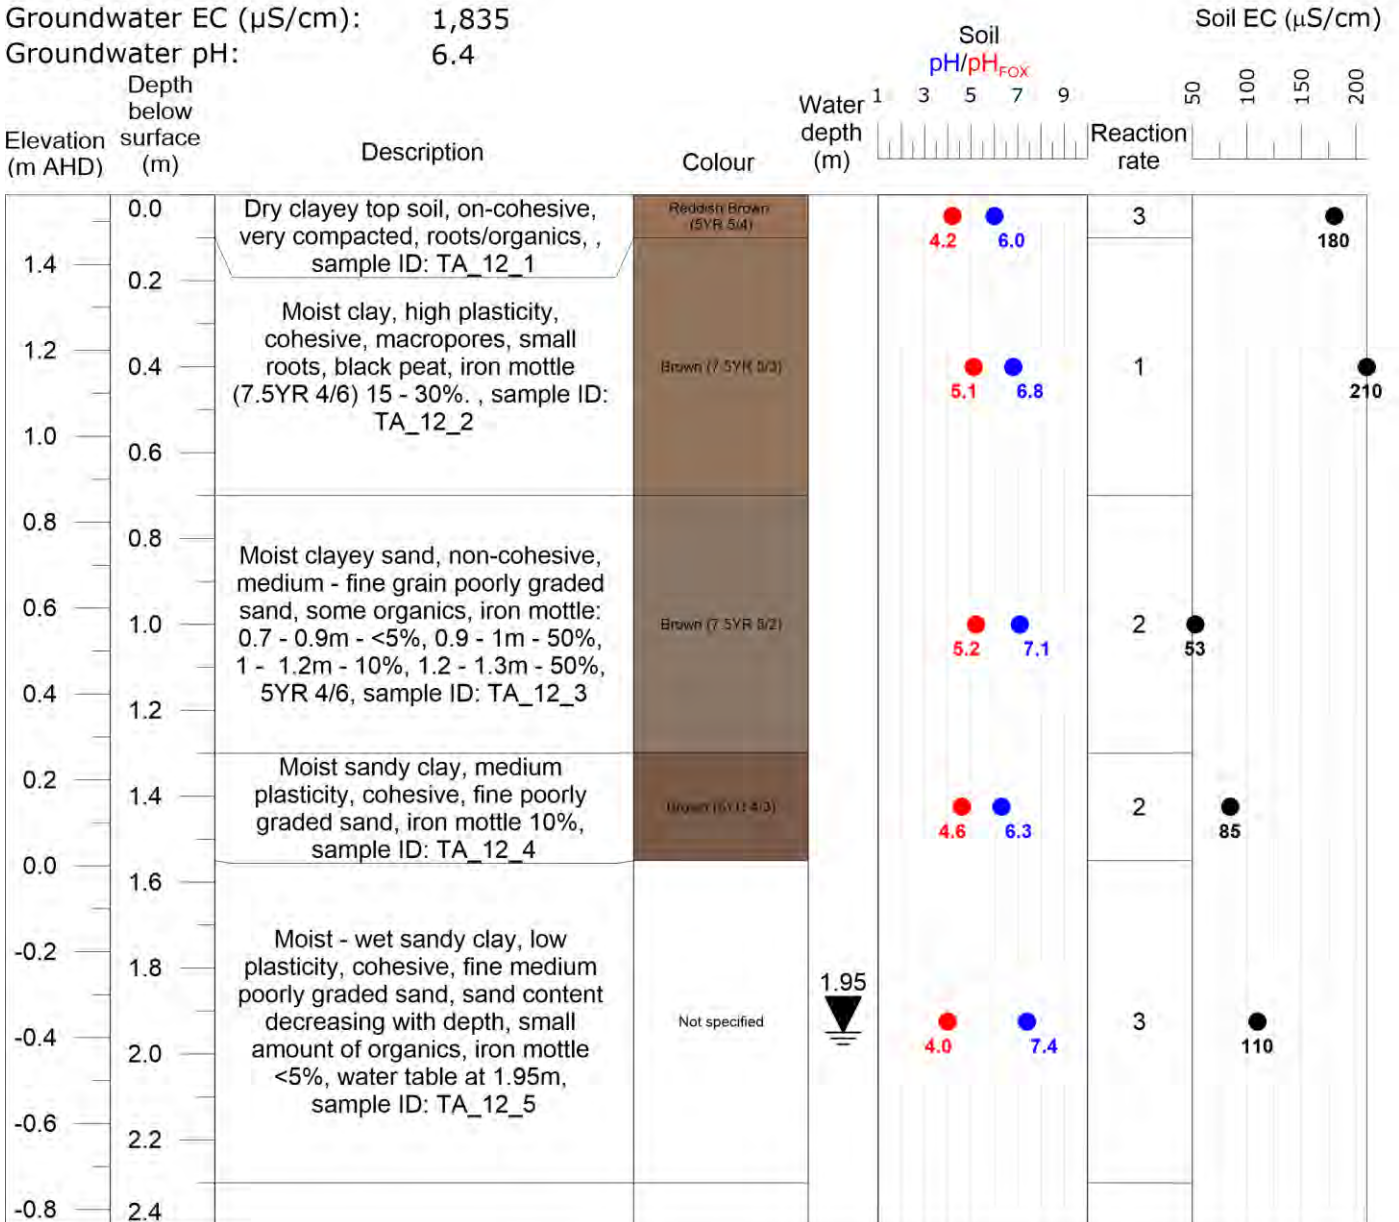 Groundwater EC (µS/cm): 1,835
Groundwater pH: 6.4
Elevation
(m AHD)
Depth
below
surface
(m)
Description
Colour
Water
depth
(m)
Soil
pH/pHFOX
1 3 5 7 9
Reaction
rate
Soil EC (µS/cm)
50 100 150 200
1.4
1.2
1.0
0.8
0.6
0.4
0.2
0.0
-0.2
-0.4
-0.6
-0.8
0.0
0.2
0.4
0.6
0.8
1.0
1.2
1.4
1.6
1.8
2.0
2.2
2.4
Dry clayey top soil, on-cohesive,
very compacted, roots/organics, ,
sample ID: TA_12_1
Reddish Brown
(5YR 5/4)
4.2 6.0
3
180
Moist clay, high plasticity,
cohesive, macropores, small
roots, black peat, iron mottle
(7.5YR 4/6) 15 - 30%. , sample ID:
TA_12_2
Brown (7.5YR 5/3)
5.1 6.8
1
210
Moist clayey sand, non-cohesive,
medium - fine grain poorly graded
sand, some organics, iron mottle:
0.7 - 0.9m - <5%, 0.9 - 1m - 50%,
1 - 1.2m - 10%, 1.2 - 1.3m - 50%,
5YR 4/6, sample ID: TA_12_3
Brown (7.5YR 5/2)
5.2 7.1
2
53
Moist sandy clay, medium
plasticity, cohesive, fine poorly
graded sand, iron mottle 10%,
sample ID: TA_12_4
Brown
4.6 6.3
2
85
Moist - wet sandy clay, low
plasticity, cohesive, fine medium
poorly graded sand, sand content
decreasing with depth, small
amount of organics, iron mottle
<5%, water table at 1.95m,
sample ID: TA_12_5
Not specified
1.95
4.0 7.4
3
110